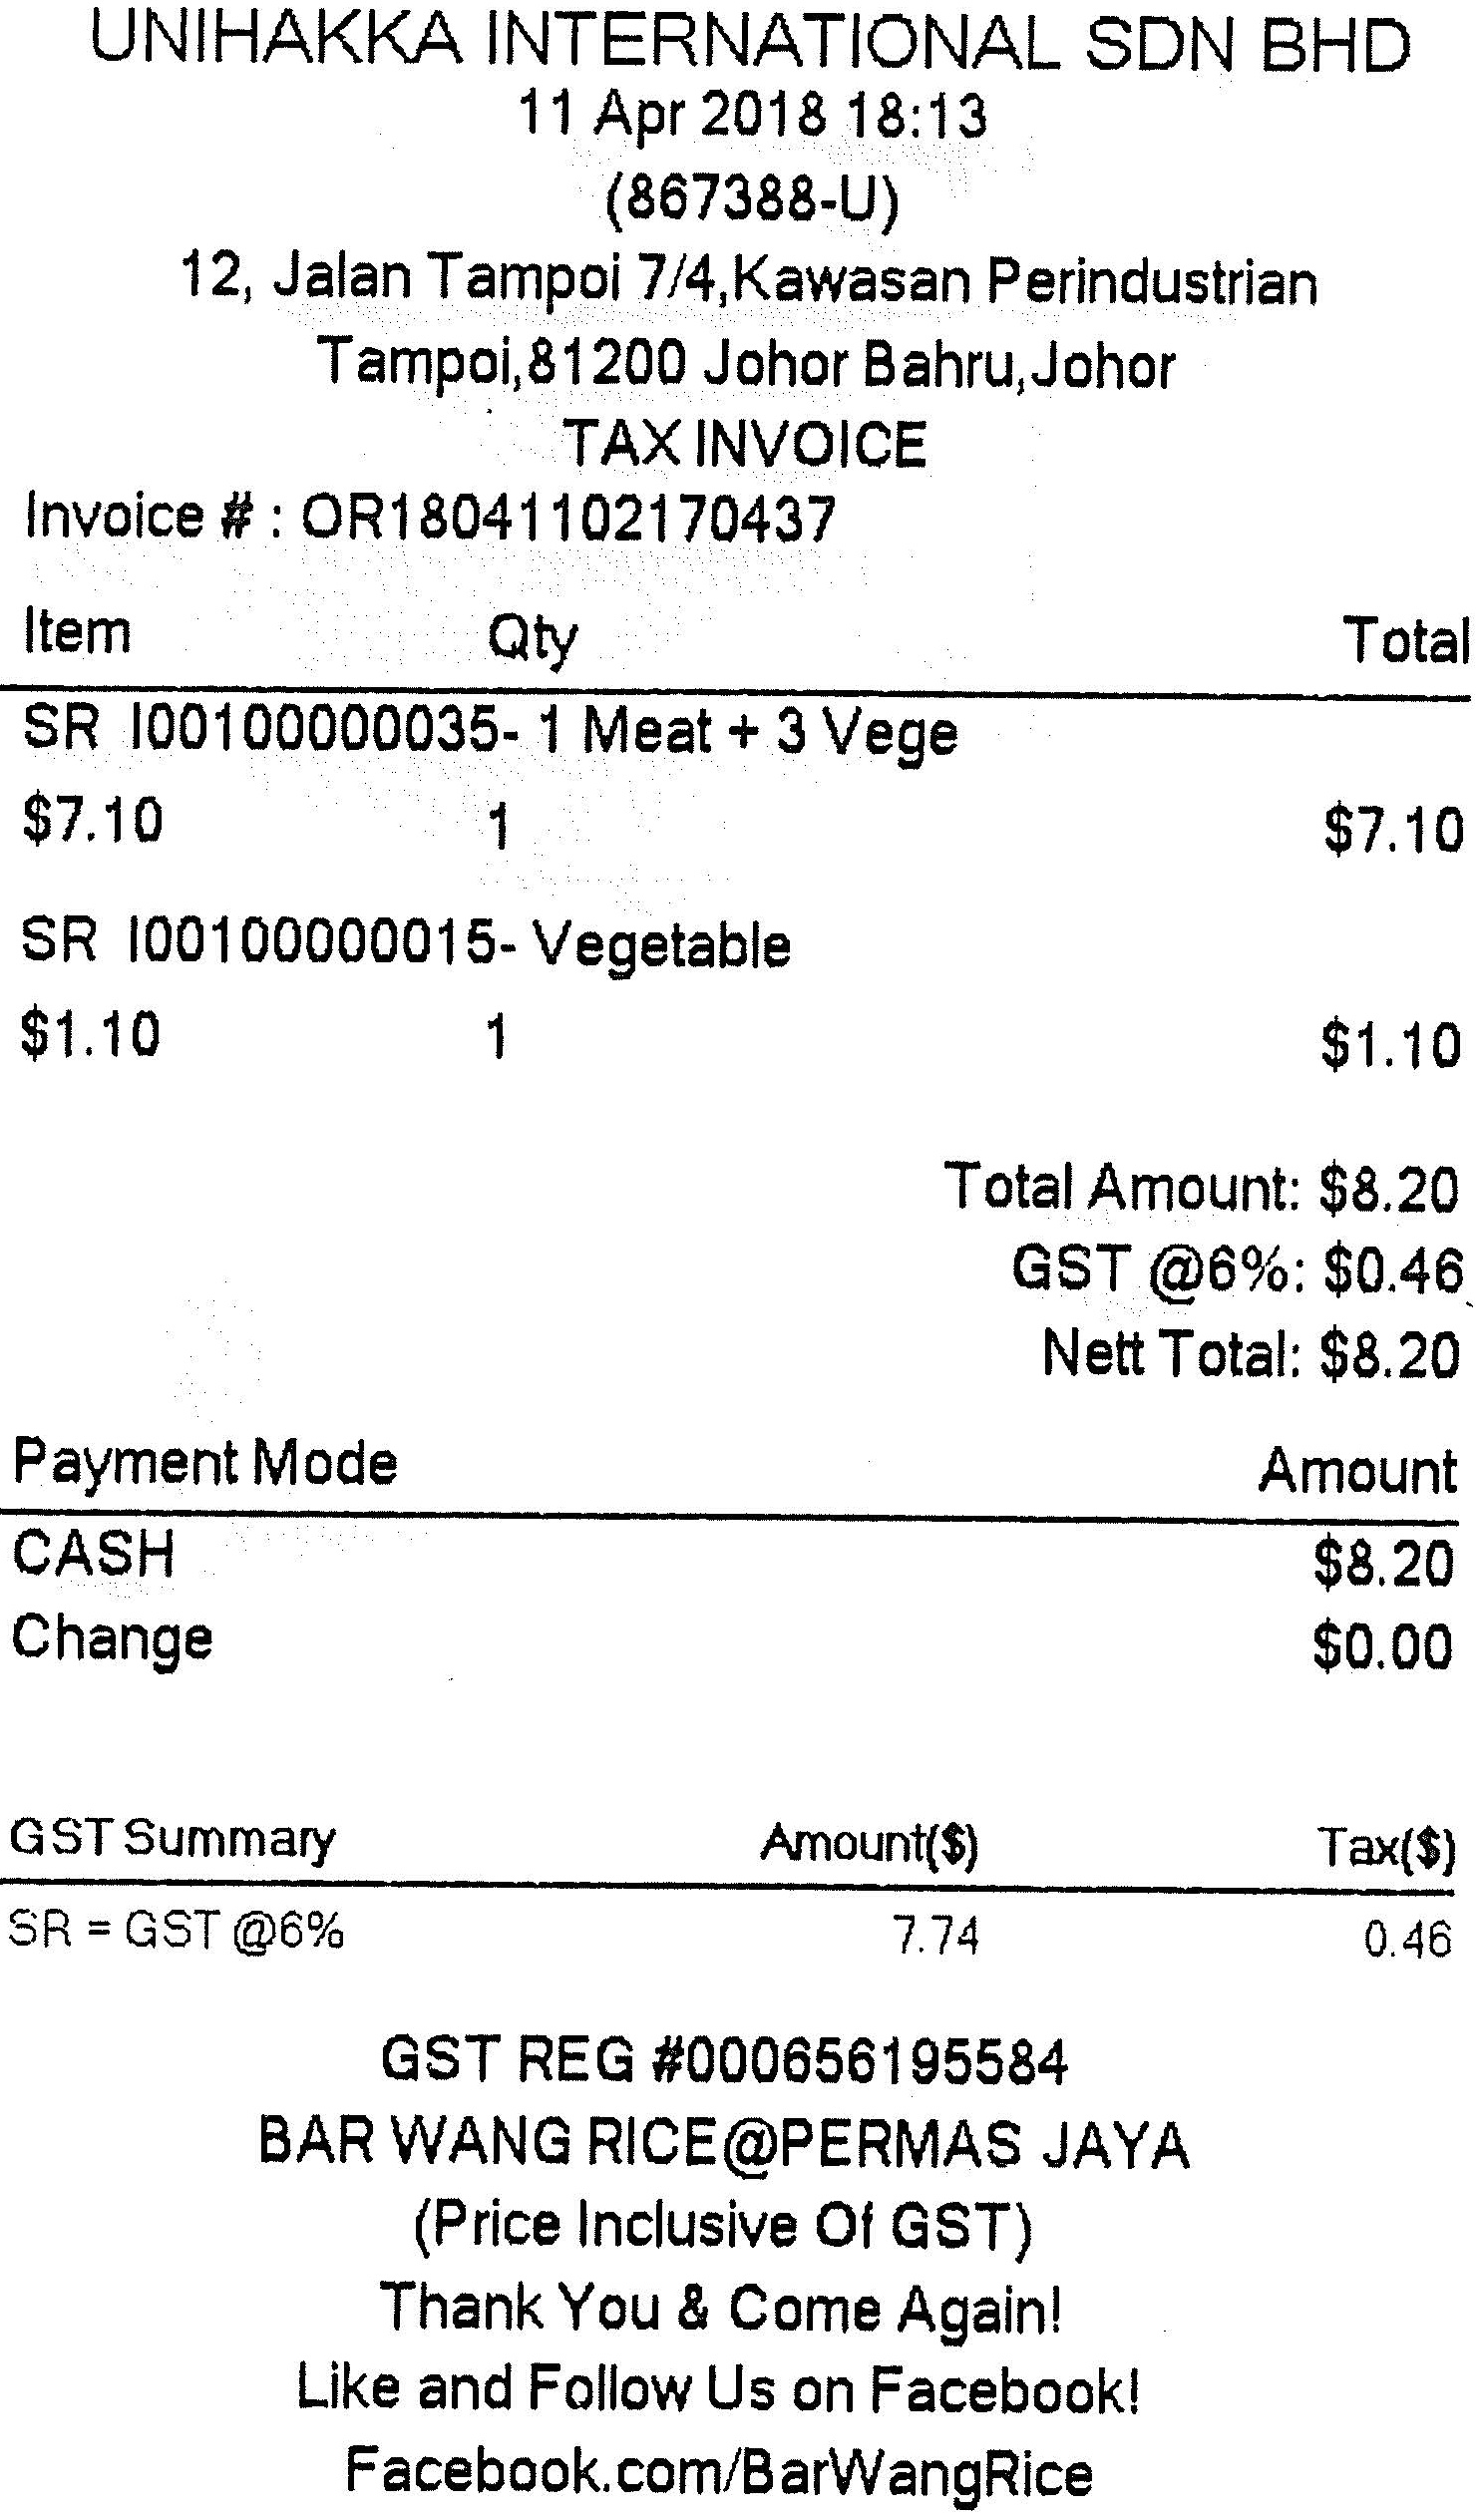 UNIHAKKA INTERNATIONAL SDN BHD
11 Apr 2018 18:13
(867388-U)
12, Jalan Tampoi 7/4,Kawasan Perindustrian
Tampoi,81200 Johor Bahru,Johor
TAX INVOICE
Invoice # : OR18041102170437
Item Qty Total
SR I00100000035- 1 Meat + 3 Vege
$7.10 1 $7.10
SR I00100000015- Vegetable
$1.10 1 $1.10
Total Amount: $8.20
GST @6%: $0.46
Nett Total: $8.20
Payment Mode Amount
CASH $8.20
Change $0.00
GST Summary Amount($) Tax($)
SR = GST @6% 7.74 0.46
GST REG #000656195584
BAR WANG RICE@PERMAS JAYA
(Price Inclusive Of GST)
Thank You & Come Again!
Like and Follow Us on Facebook!
Facebook.com/BarWangRice